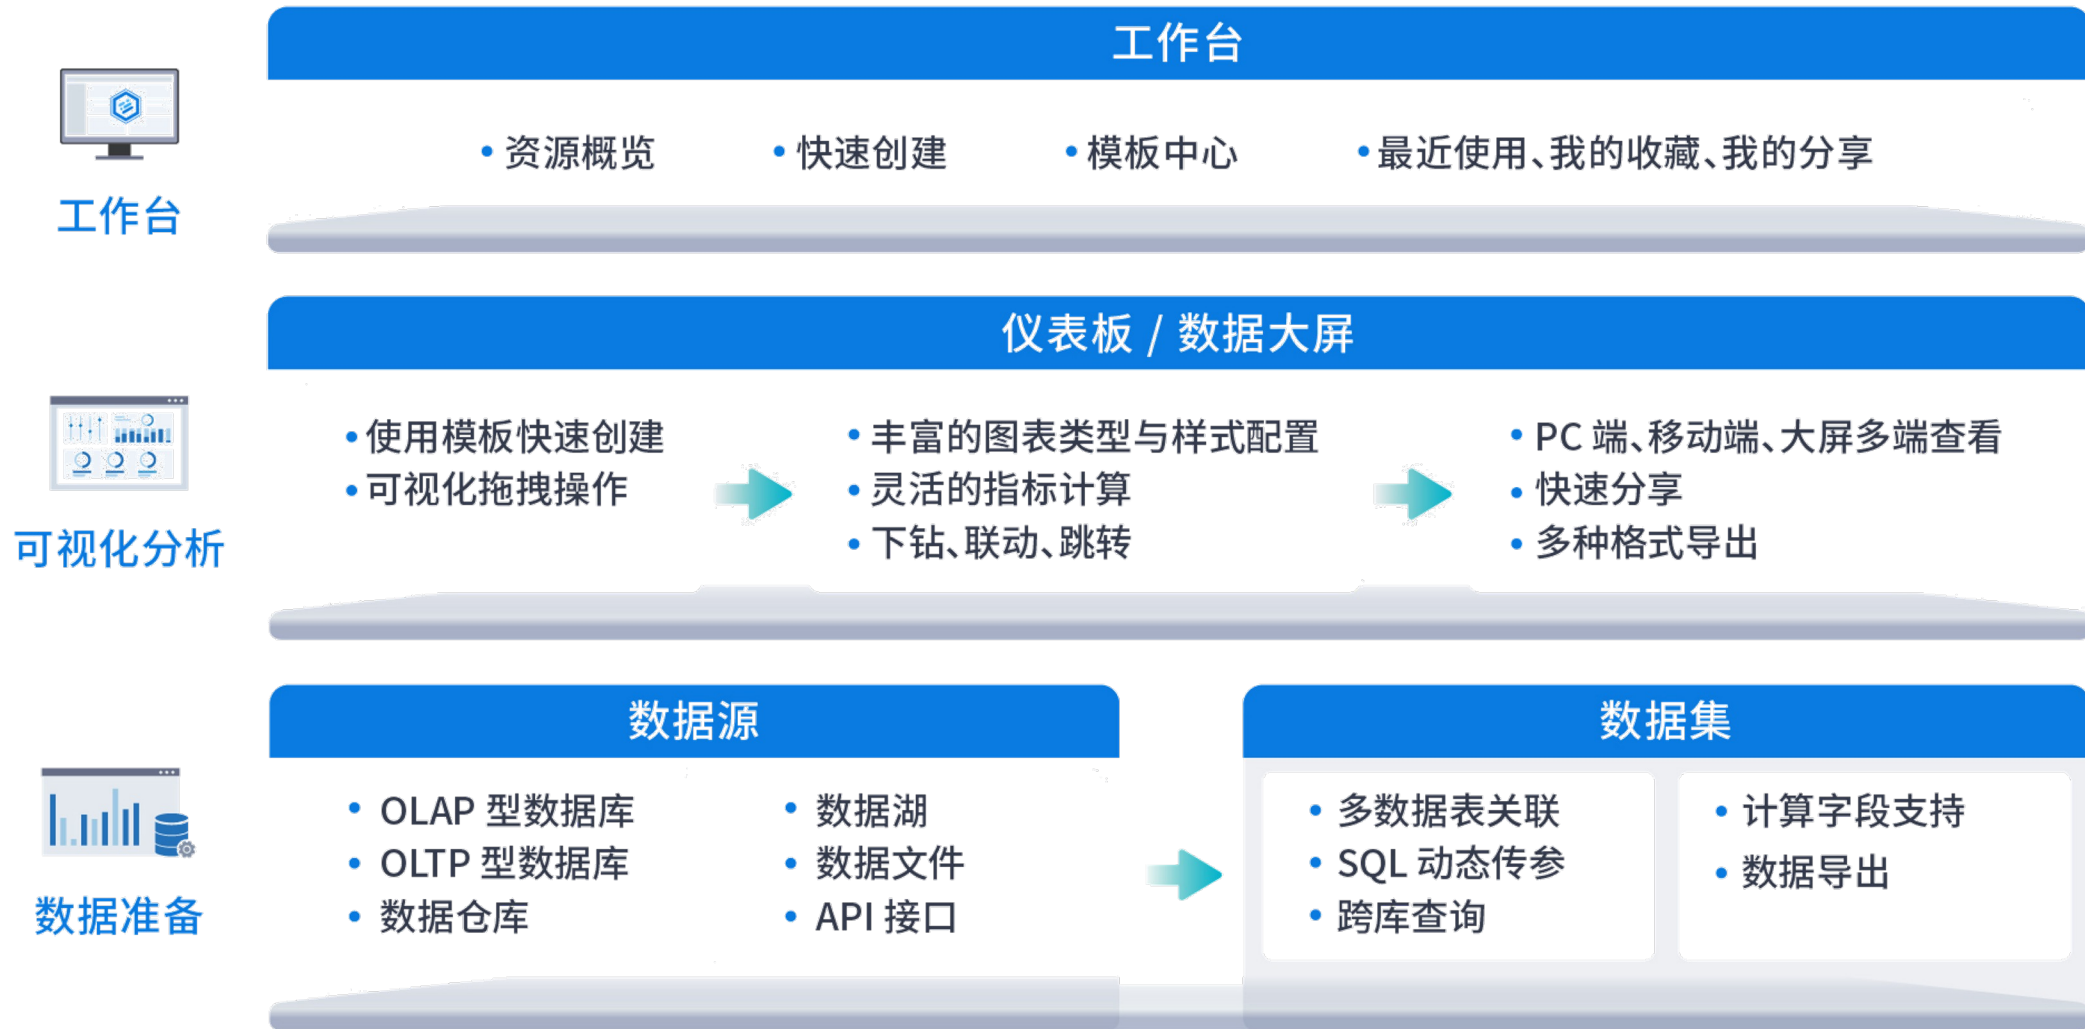 工作台
• 资源概览 • 快速创建 • 模板中心 • 最近使用、我的收藏、我的分享
工作台
仪表板 / 数据大屏
• 使用模板快速创建
• 可视化拖拽操作
• 丰富的图表类型与样式配置
• 灵活的指标计算
• 下钻、联动、跳转
• PC 端、移动端、大屏多端查看
• 快速分享
• 多种格式导出
可视化分析
数据源
• OLAP 型数据库
• OLTP 型数据库
• 数据仓库
• 数据湖
• 数据文件
• API 接口
数据集
• 多数据表关联
• SQL 动态传参
• 跨库查询
• 计算字段支持
• 数据导出
数据准备